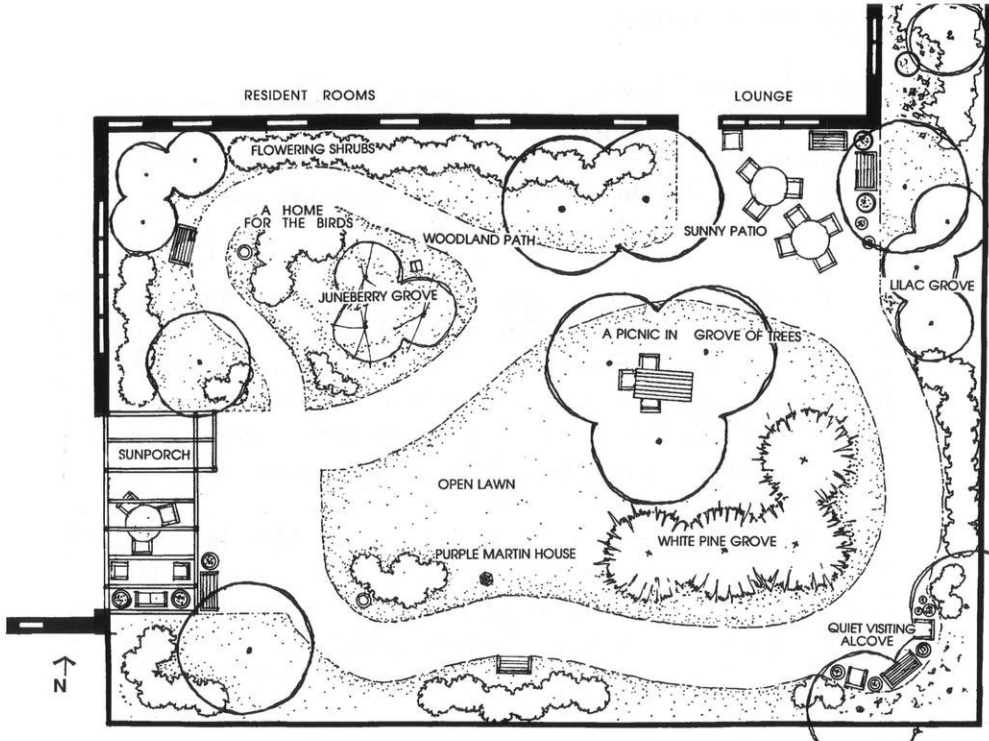 RESIDENT ROOMS
LOUNGE
FLOWERING SHRUBS
A HOME
FOR THE BIRDS
WOODLAND PATH
SUNNY PATIO
JUNEBERRY GROVE
LILAC GROVE
A PICNIC IN GROVE OF TREES
SUNPORCH
OPEN LAWN
PURPLE MARTIN HOUSE
WHITE PINE GROVE
QUIET VISITING
ALCOVE
N